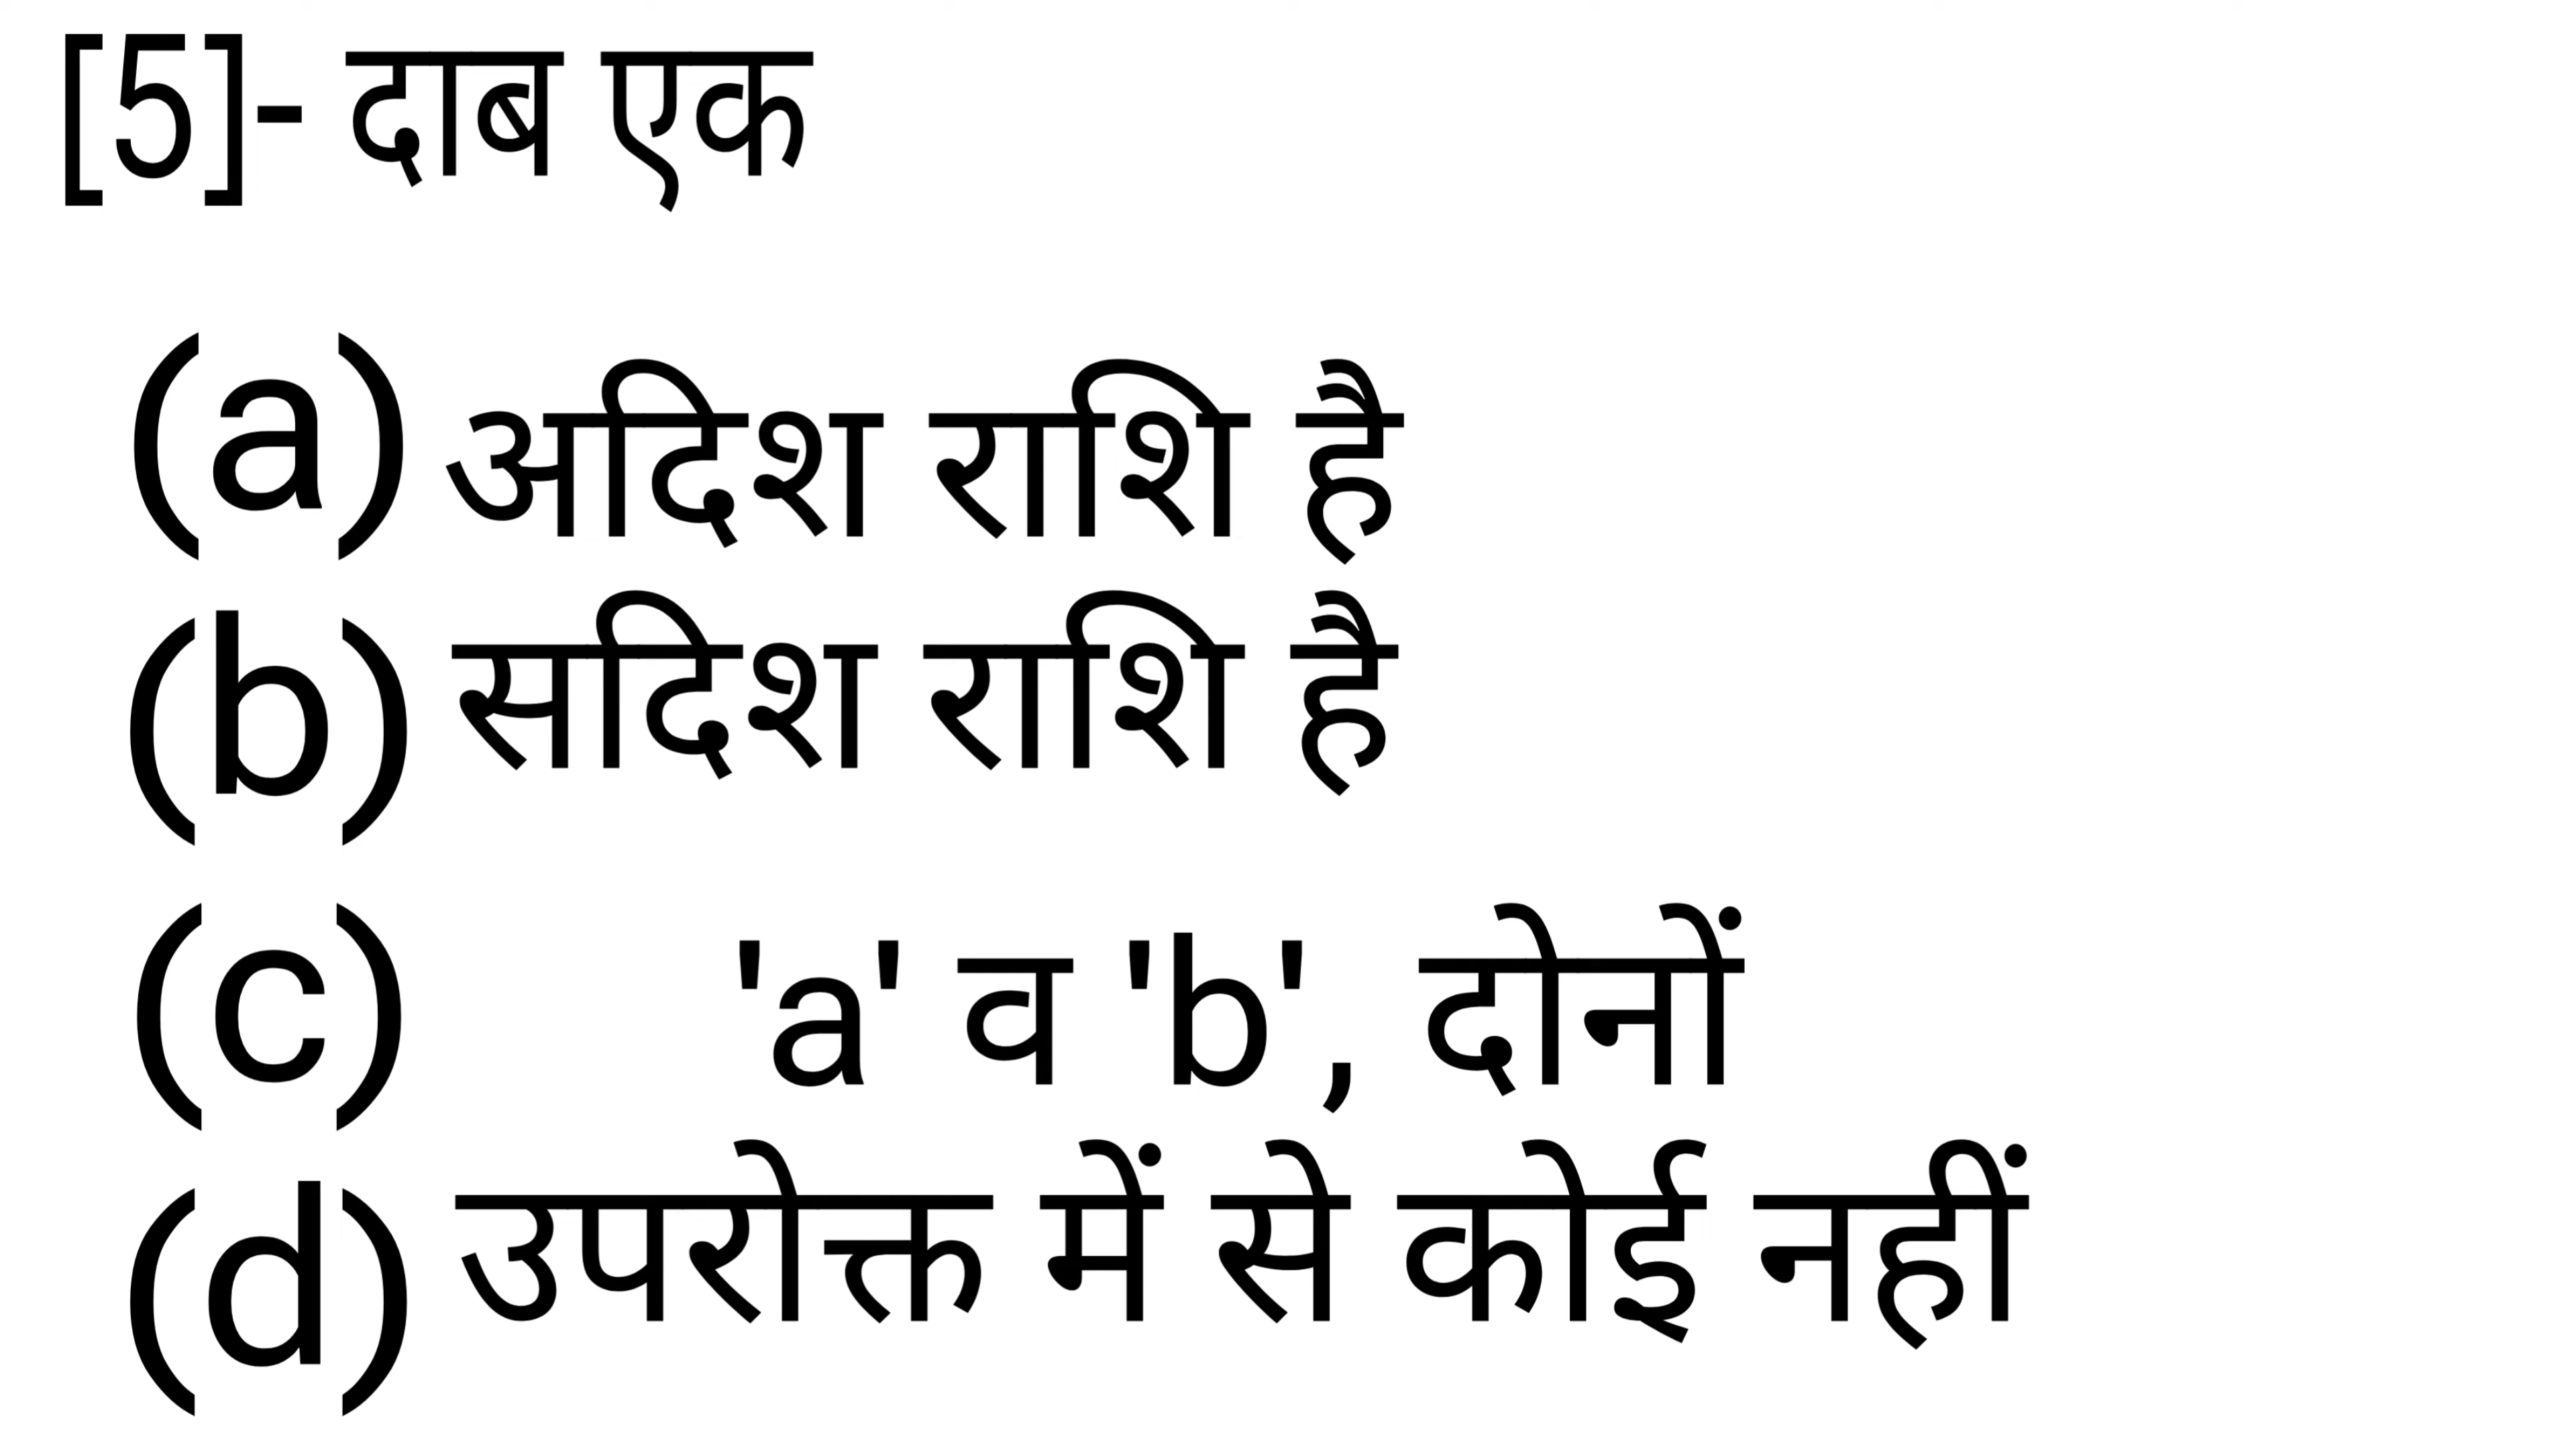 [5]- दाब एक
(a) अदिश राशि है
(b) सदिश राशि है
(c) 'a' व 'b', दोनों
(d) उपरोक्त में से कोई नहीं